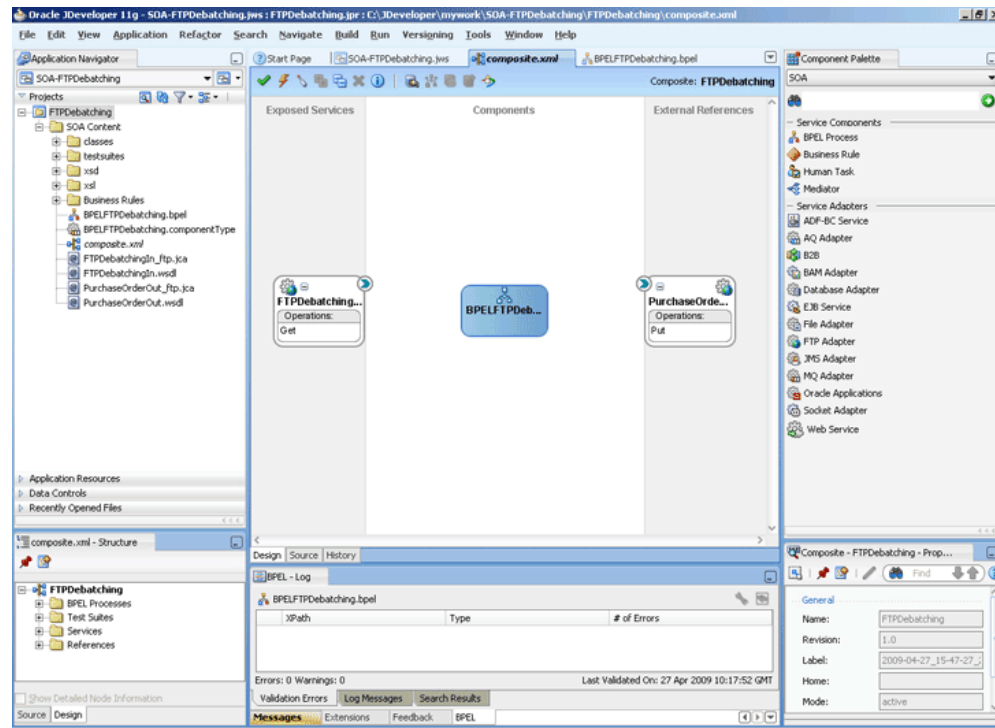 Oracle JDeveloper 11g - SOA-FTPDebatching.jws : FTPDebatching.jpr : C:\JDeveloper\mywork\SOA-FTPDebatching\FTPDebatching\composite.xml
File Edit View Application Refactor Search Navigate Build Run Versioning Tools Window Help
Application Navigator
SOA-FTPDebatching
Projects
FTPDebatching
SOA Content
classes
testsuites
xsd
xsl
Business Rules
BPELFTPDebatching.bpel
BPELFTPDebatching.componentType
composite.xml
FTPDebatchingIn_ftp.jca
FTPDebatchingIn.wsdl
PurchaseOrderOut_ftp.jca
PurchaseOrderOut.wsdl
Application Resources
Data Controls
Recently Opened Files
composite.xml - Structure
FTPDebatching
BPEL Processes
Test Suites
Services
References
Show Detailed Node Information
Source Design
Start Page SOA-FTPDebatching.jws composite.xml BPELFTPDebatching.bpel
Composite: FTPDebatching
Exposed Services Components External References
FTPDebatching...
Operations:
Get
BPELFTPDeb...
PurchaseOrde...
Operations:
Put
Design Source History
BPEL - Log
BPELFTPDebatching.bpel
XPath Type # of Errors
Errors: 0 Warnings: 0 Last Validated On: 27 Apr 2009 10:17:52 GMT
Validation Errors Log Messages Search Results
Messages Extensions Feedback BPEL
Component Palette
SOA
Service Components
BPEL Process
Business Rule
Human Task
Mediator
Service Adapters
ADF-BC Service
AQ Adapter
B2B
BAM Adapter
Database Adapter
EJB Service
File Adapter
FTP Adapter
JMS Adapter
MQ Adapter
Oracle Applications
Socket Adapter
Web Service
Composite - FTPDebatching - Prop...
Find
General
Name: FTPDebatching
Revision: 1.0
Label: 2009-04-27_15-47-27_
Home:
Mode: active